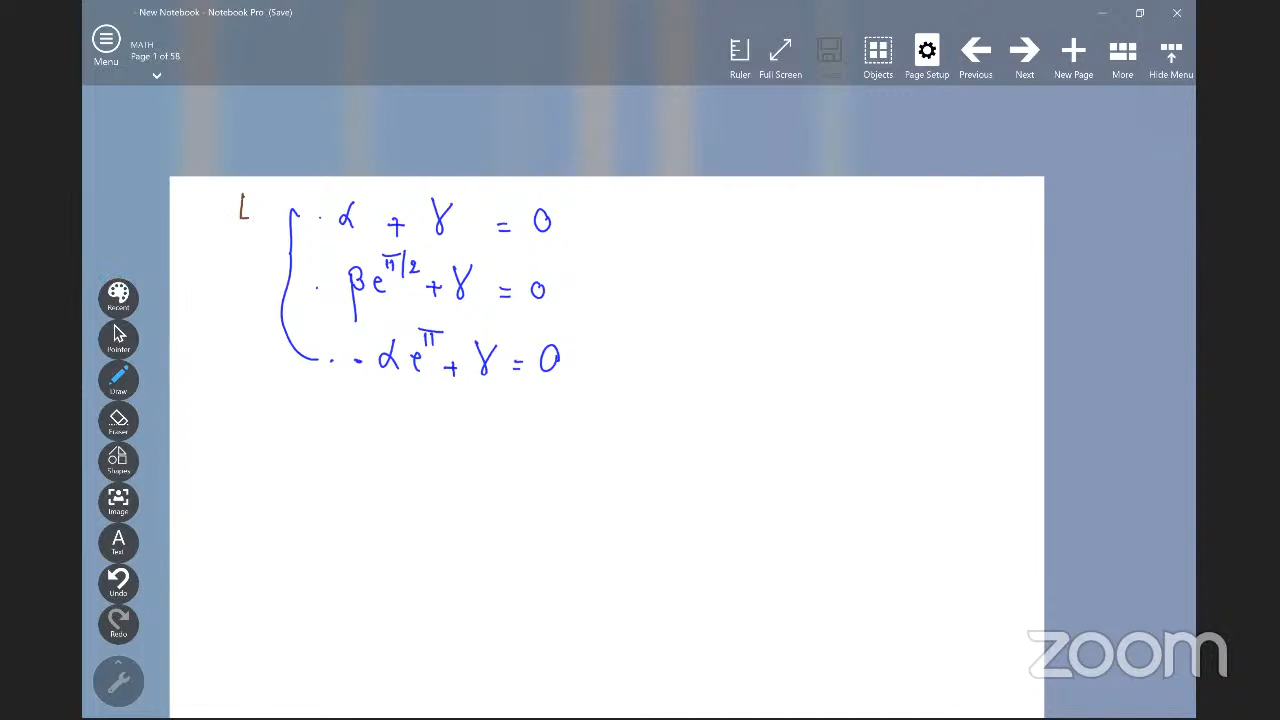 - New Notebook - Notebook Pro (Save)
Menu
MATH
Page 1 of 58
Ruler
Full Screen
Objects
Page Setup
Previous
Next
New Page
More
Hide Menu
α + γ = 0
βe^{π/2} + γ = 0
- αe^{π} + γ = 0
Recent
Pointer
Draw
Eraser
Shapes
Image
A
Text
Undo
Redo
zoom